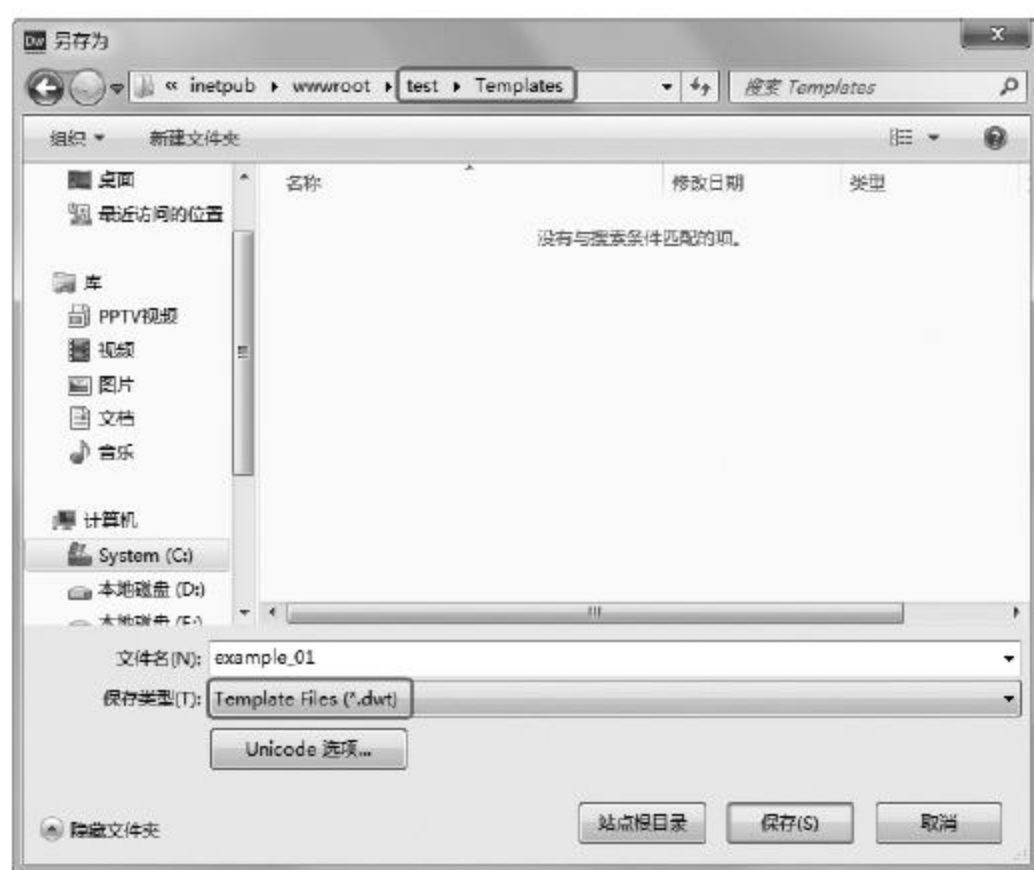 Dw 另存为
« inetpub ▸ wwwroot ▸ test ▸ Templates
搜索 Templates
组织 新建文件夹
桌面
最近访问的位置
库
PPTV视频
视频
图片
文档
音乐
计算机
System (C:)
本地磁盘 (D:)
本地磁盘 (E:)
名称 修改日期 类型
没有与搜索条件匹配的项。
文件名(N): example_01
保存类型(T): Template Files (*.dwt)
Unicode 选项...
隐藏文件夹
站点根目录 保存(S) 取消